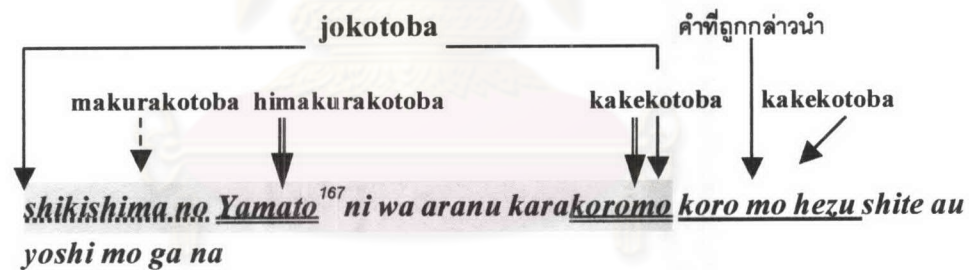 jokotoba คำที่ถูกกล่าวนำ
makurakotoba himakurakotoba kakekotoba kakekotoba
shikishima no Yamato167 ni wa aranu karakoromo koro mo hezu shite au
yoshi mo ga na